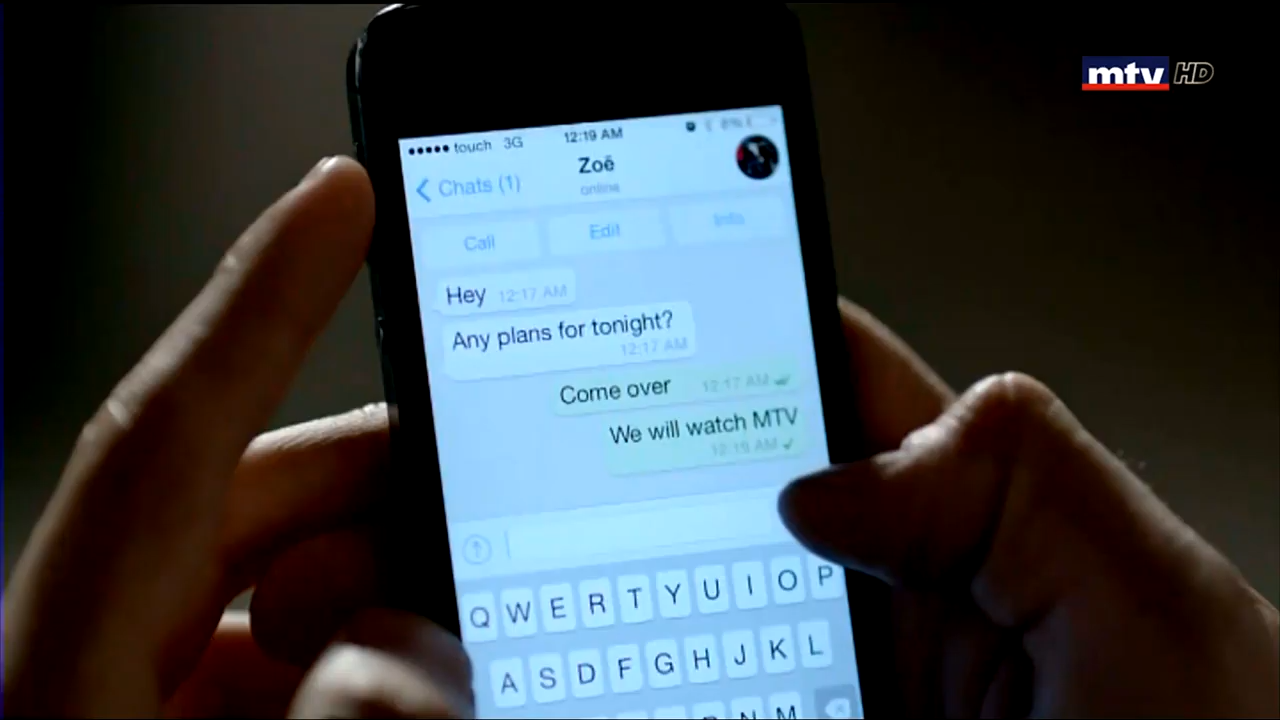 mtv HD
touch 3G 12:19 AM
Chats (1) Zoē
online
Call Edit Info
Hey 12:17 AM
Any plans for tonight?
12:17 AM
Come over 12:17 AM
We will watch MTV
12:19 AM
Q W E R T Y U I O P
A S D F G H J K L
N M